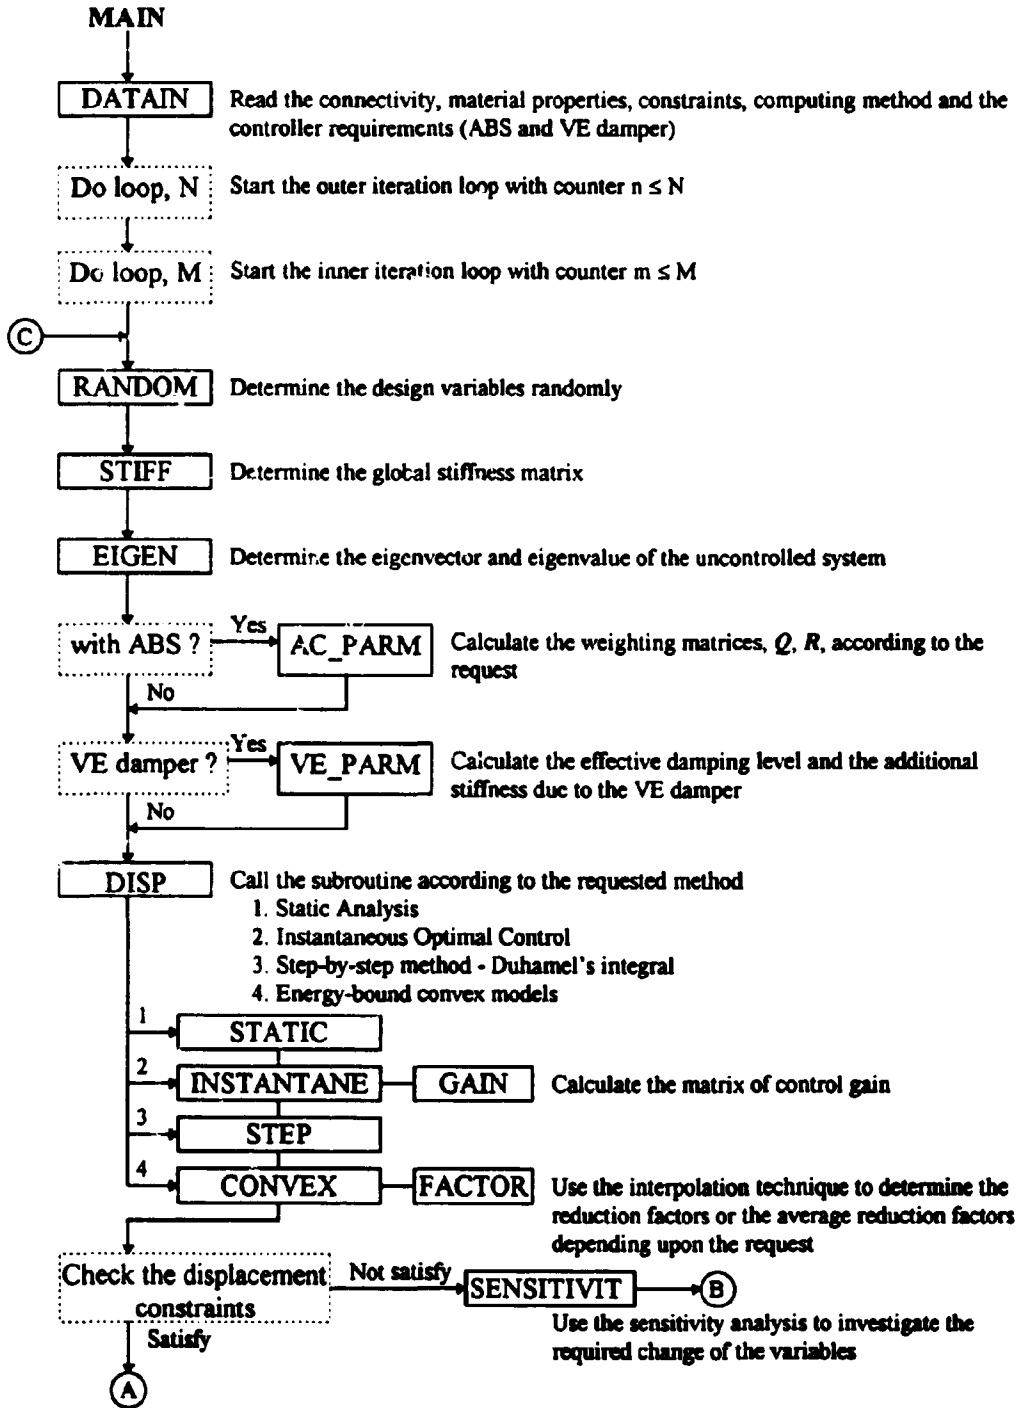 MAIN
DATAIN
Read the connectivity, material properties, constraints, computing method and the
controller requirements (ABS and VE damper)
Do loop, N
Start the outer iteration loop with counter n ≤ N
Do loop, M
Start the inner iteration loop with counter m ≤ M
C
RANDOM
Determine the design variables randomly
STIFF
Determine the global stiffness matrix
EIGEN
Determine the eigenvector and eigenvalue of the uncontrolled system
with ABS ?
Yes
AC_PARM
Calculate the weighting matrices, Q, R, according to the
request
No
VE damper ?
Yes
VE_PARM
Calculate the effective damping level and the additional
stiffness due to the VE damper
No
DISP
Call the subroutine according to the requested method
1. Static Analysis
2. Instantaneous Optimal Control
3. Step-by-step method - Duhamel's integral
4. Energy-bound convex models
1
STATIC
2
INSTANTANE
GAIN
Calculate the matrix of control gain
3
STEP
4
CONVEX
FACTOR
Use the interpolation technique to determine the
reduction factors or the average reduction factors
depending upon the request
Check the displacement
constraints
Not satisfy
SENSITIVIT
B
Use the sensitivity analysis to investigate the
required change of the variables
Satisfy
A